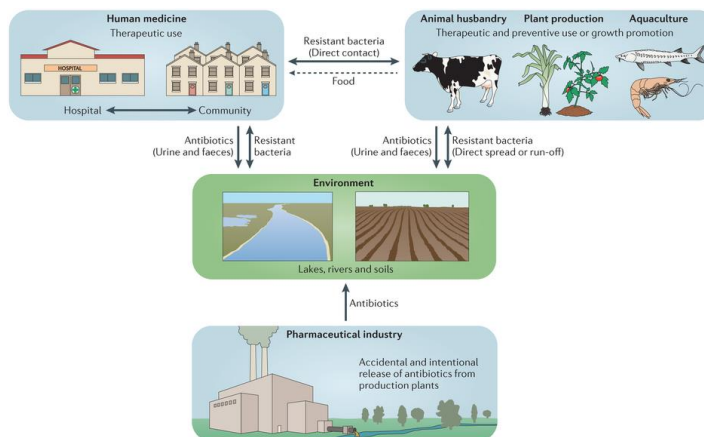 Human medicine
Therapeutic use
HOSPITAL
Hospital
Community
Resistant bacteria
(Direct contact)
Food
Animal husbandry
Plant production
Aquaculture
Therapeutic and preventive use or growth promotion
Antibiotics
(Urine and faeces)
Resistant
bacteria
Antibiotics
(Urine and faeces)
Resistant bacteria
(Direct spread or run-off)
Environment
Lakes, rivers and soils
Antibiotics
Pharmaceutical industry
Accidental and intentional
release of antibiotics from
production plants